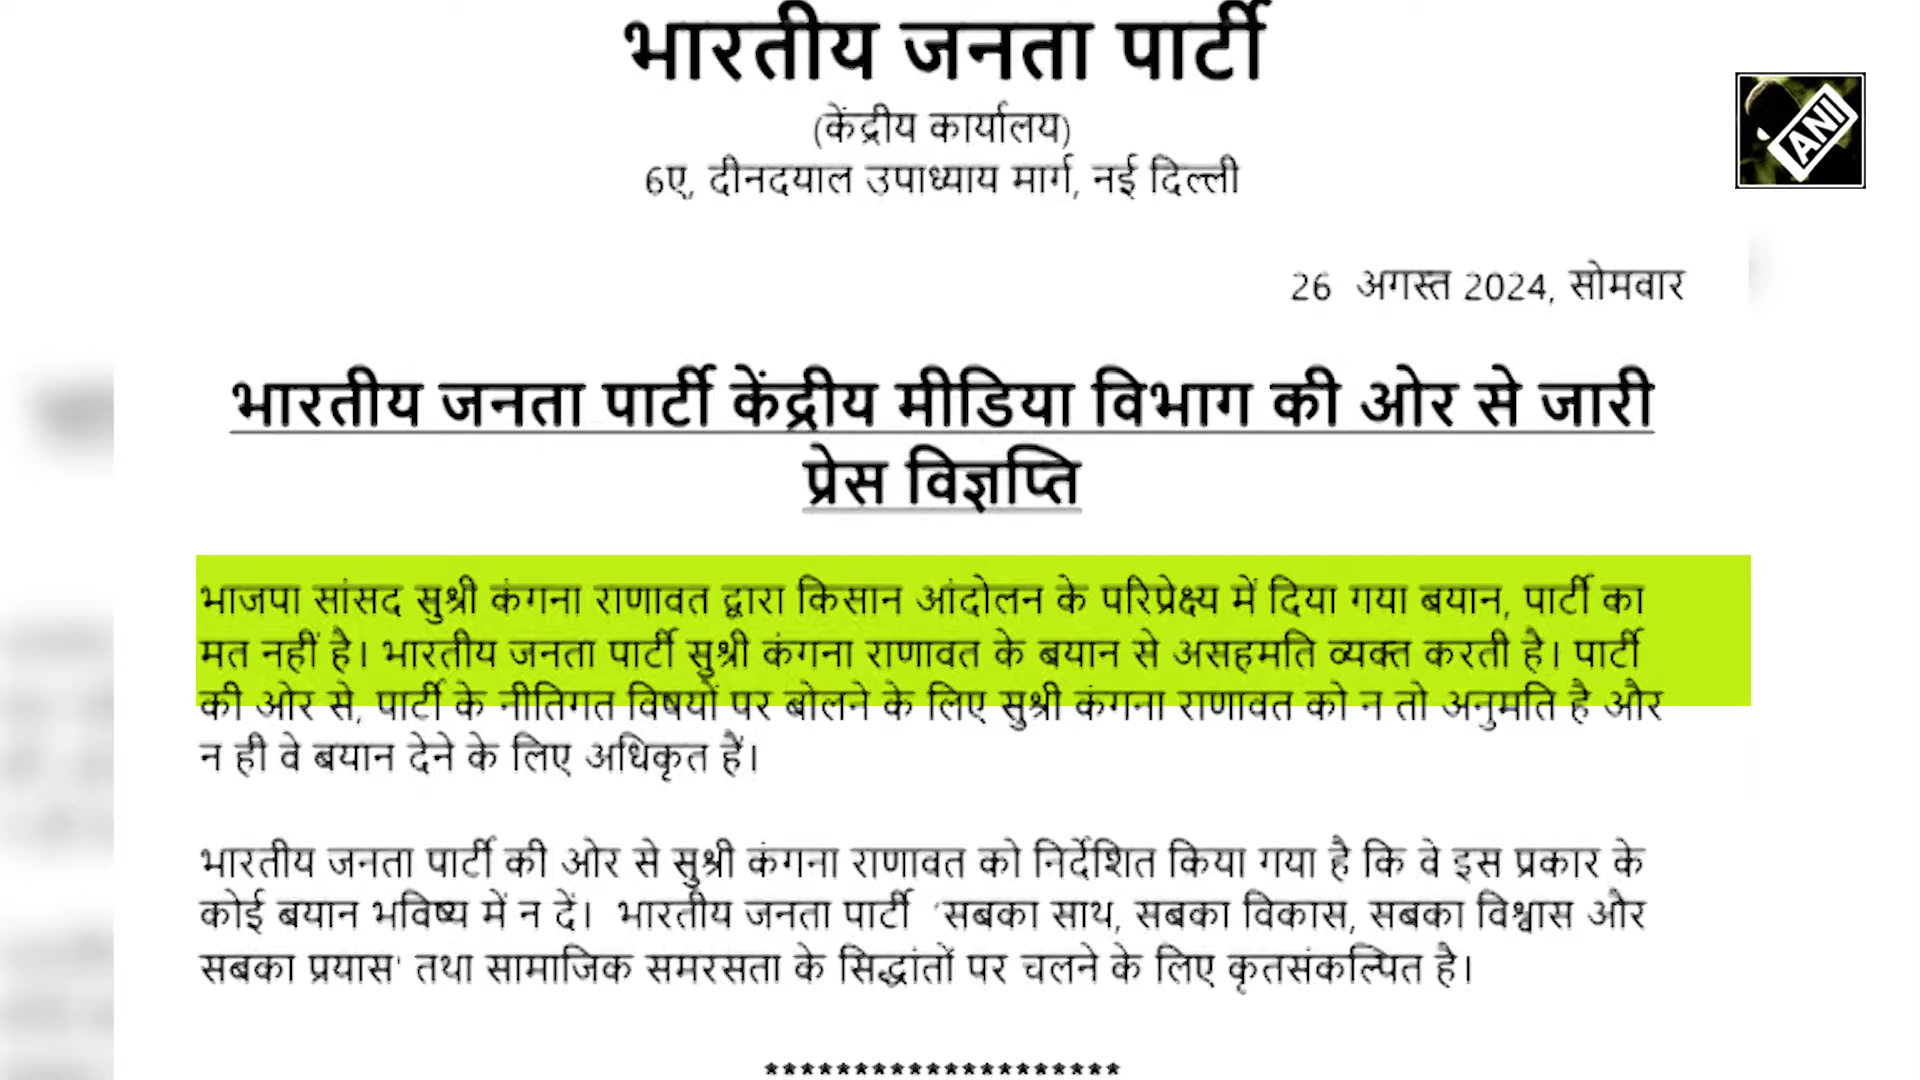 भारतीय जनता पार्टी
(केंद्रीय कार्यालय)
6ए, दीनदयाल उपाध्याय मार्ग, नई दिल्ली
ANI
26 अगस्त 2024, सोमवार
भारतीय जनता पार्टी केंद्रीय मीडिया विभाग की ओर से जारी
प्रेस विज्ञप्ति
भाजपा सांसद सुश्री कंगना राणावत द्वारा किसान आंदोलन के परिप्रेक्ष्य में दिया गया बयान, पार्टी का
मत नहीं है। भारतीय जनता पार्टी सुश्री कंगना राणावत के बयान से असहमति व्यक्त करती है। पार्टी
की ओर से, पार्टी के नीतिगत विषयों पर बोलने के लिए सुश्री कंगना राणावत को न तो अनुमति है और
न ही वे बयान देने के लिए अधिकृत हैं।
भारतीय जनता पार्टी की ओर से सुश्री कंगना राणावत को निर्देशित किया गया है कि वे इस प्रकार के
कोई बयान भविष्य में न दें। भारतीय जनता पार्टी 'सबका साथ, सबका विकास, सबका विश्वास और
सबका प्रयास' तथा सामाजिक समरसता के सिद्धांतों पर चलने के लिए कृतसंकल्पित है।
********************